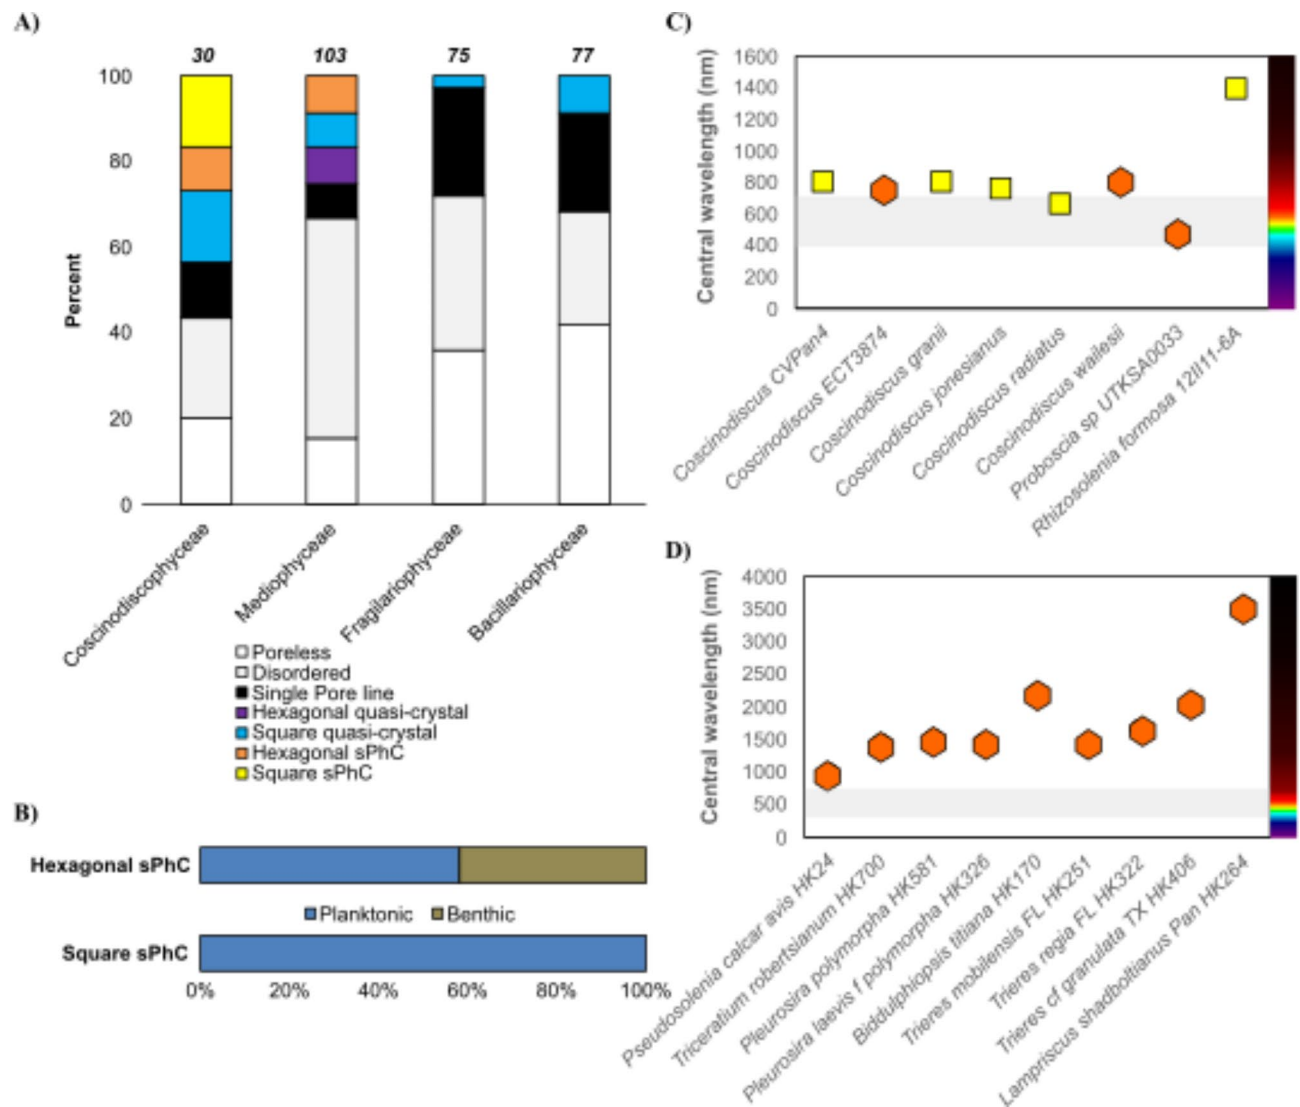 A)
30
103
75
77
100
80
60
40
20
0
Percent
Coscinodiscophyceae
Mediophyceae
Fragilariophyceae
Bacillariophyceae
Poreless
Disordered
Single Pore line
Hexagonal quasi-crystal
Square quasi-crystal
Hexagonal sPhC
Square sPhC
B)
Hexagonal sPhC
Planktonic
Benthic
Square sPhC
0%
20%
40%
60%
80%
100%
C)
Central wavelength (nm)
1600
1400
1200
1000
800
600
400
200
0
Coscinodiscus CVPan4
Coscinodiscus ECT3874
Coscinodiscus granii
Coscinodiscus jonesianus
Coscinodiscus radiatus
Coscinodiscus wailesii
Proboscia sp UTKSA0033
Rhizosolenia formosa 12II11-6A
D)
Central wavelength (nm)
4000
3500
3000
2500
2000
1500
1000
500
0
Pseudosolenia calcar avis HK24
Triceratium robertsianum HK700
Pleurosira polymorpha HK581
Pleurosira laevis f polymorpha HK326
Biddulphiopsis titiana HK170
Trieres mobilensis FL HK251
Trieres regia FL HK322
Trieres cf granulata TX HK406
Lampriscus shadboltianus Pan HK264